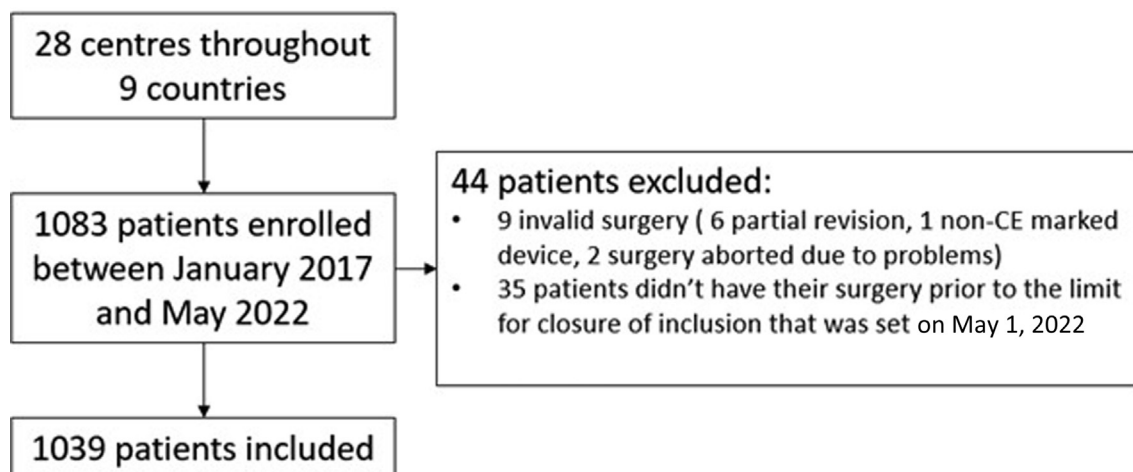 28 centres throughout
9 countries
1083 patients enrolled
between January 2017
and May 2022
44 patients excluded:
• 9 invalid surgery ( 6 partial revision, 1 non-CE marked
device, 2 surgery aborted due to problems)
• 35 patients didn’t have their surgery prior to the limit
for closure of inclusion that was set on May 1, 2022
1039 patients included